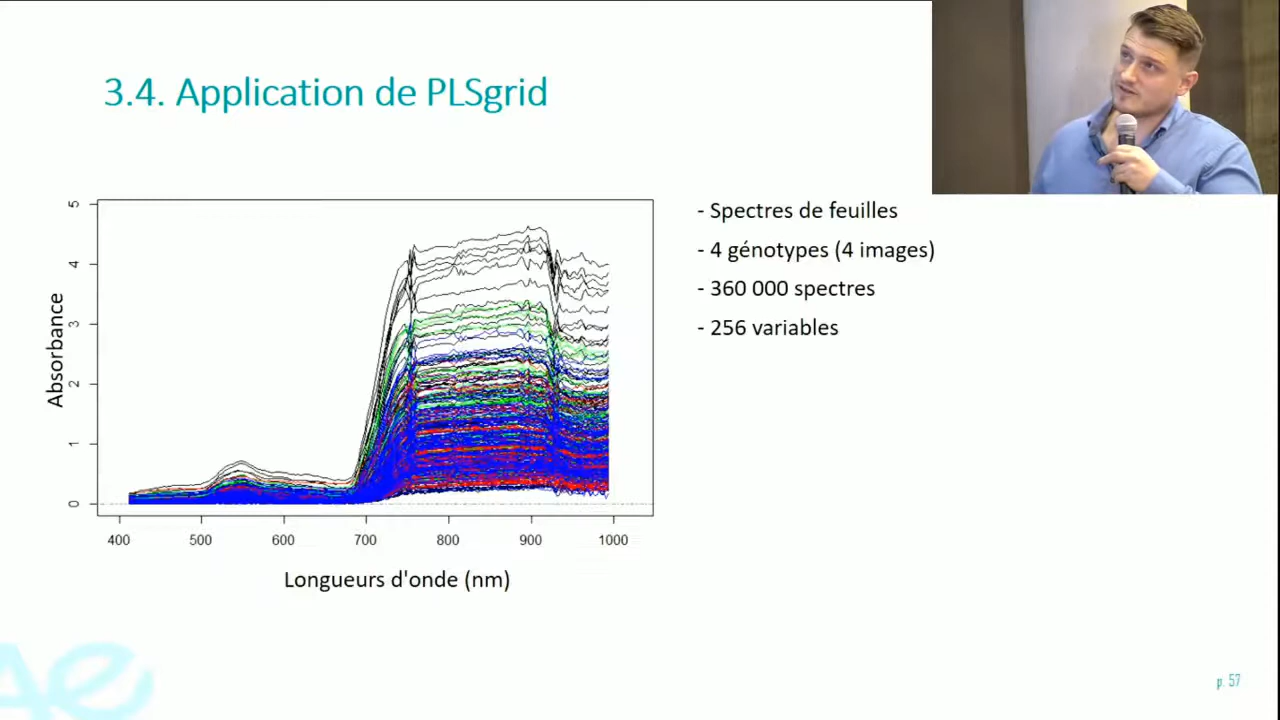 3.4. Application de PLSgrid
- Spectres de feuilles
- 4 génotypes (4 images)
- 360 000 spectres
- 256 variables
Absorbance
5
4
3
2
1
0
400 500 600 700 800 900 1000
Longueurs d'onde (nm)
p. 57